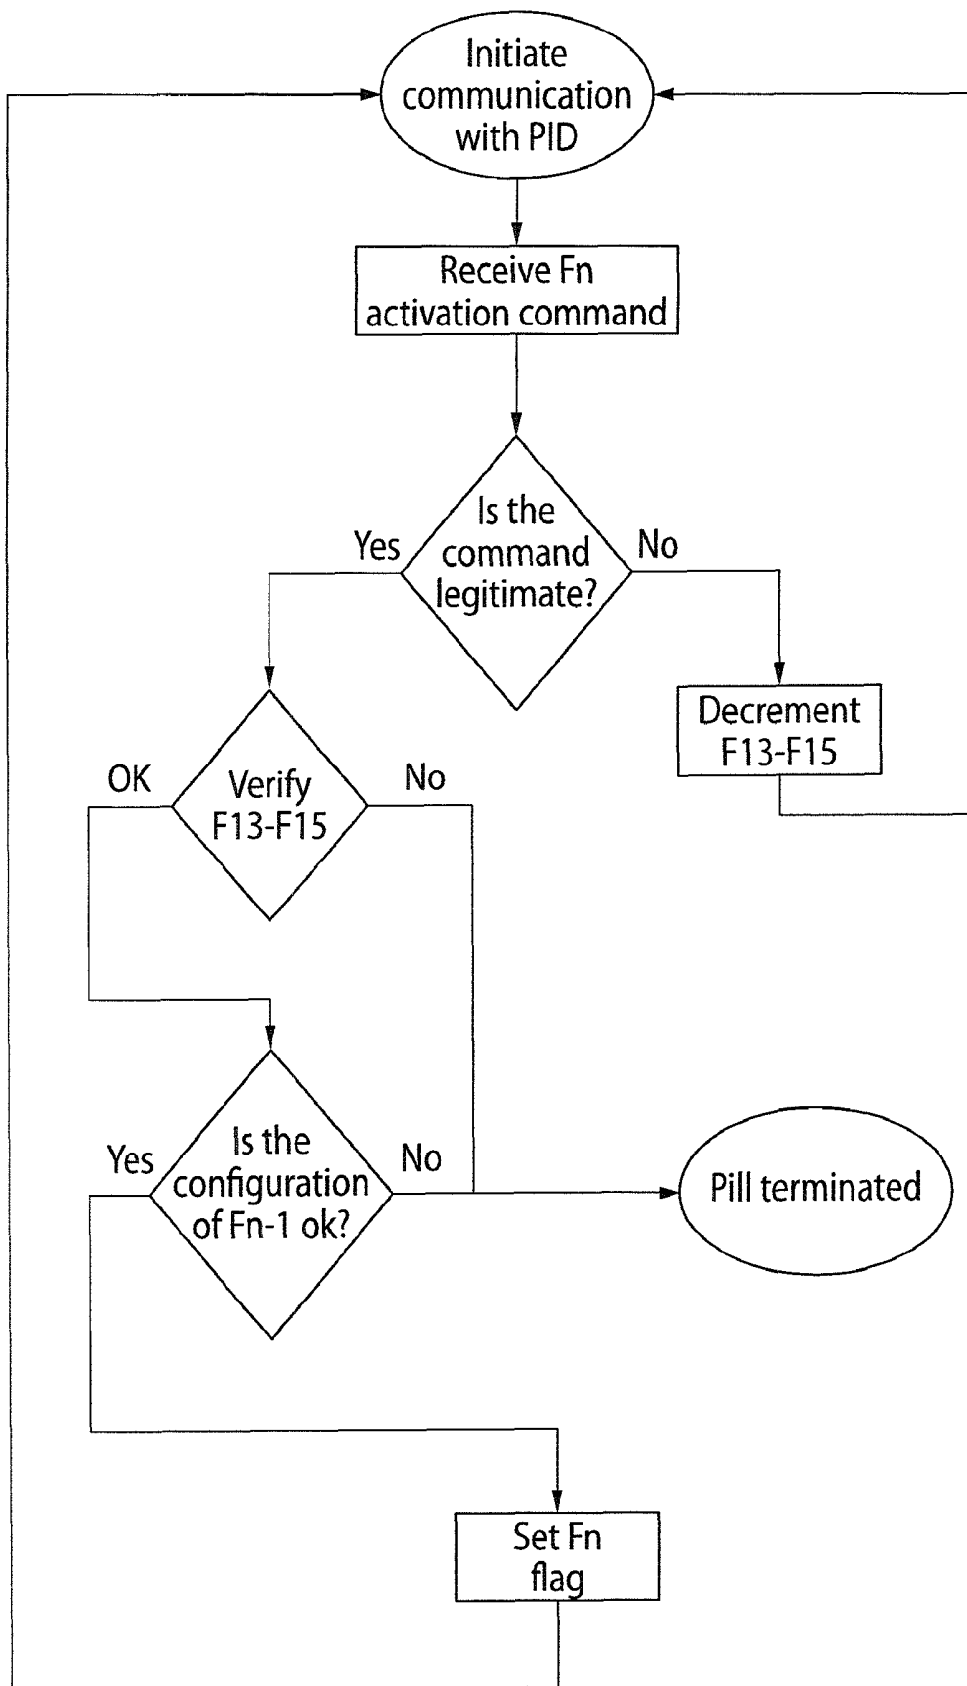 Initiate
communication
with PID
Receive Fn
activation command
Is the
command
legitimate?
Yes
No
Decrement
F13-F15
Verify
F13-F15
OK
No
Is the
configuration
of Fn-1 ok?
Yes
No
Pill terminated
Set Fn
flag